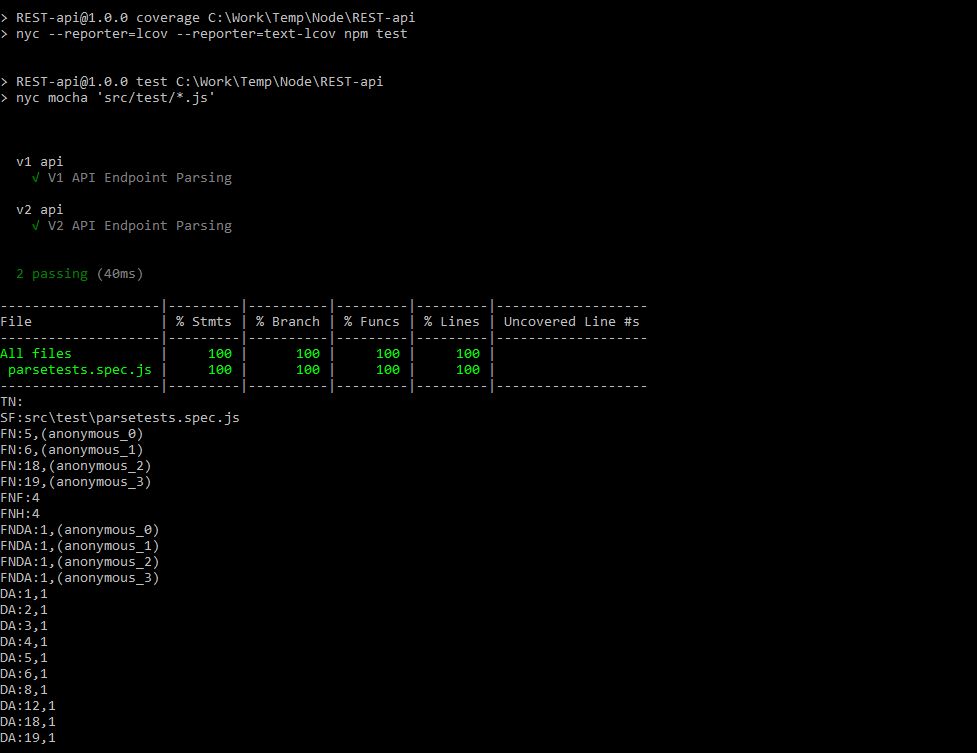 > REST-api@1.0.0 coverage C:\Work\Temp\Node\REST-api
> nyc --reporter=lcov --reporter=text-lcov npm test
> REST-api@1.0.0 test C:\Work\Temp\Node\REST-api
> nyc mocha 'src/test/*.js'
v1 api
√ V1 API Endpoint Parsing
v2 api
√ V2 API Endpoint Parsing
2 passing (40ms)
--------------------|---------|----------|---------|---------|-------------------
File                | % Stmts | % Branch | % Funcs | % Lines | Uncovered Line #s
--------------------|---------|----------|---------|---------|-------------------
All files           |     100 |      100 |     100 |     100 |
 parsetests.spec.js |     100 |      100 |     100 |     100 |
--------------------|---------|----------|---------|---------|-------------------
TN:
SF:src\test\parsetests.spec.js
FN:5,(anonymous_0)
FN:6,(anonymous_1)
FN:18,(anonymous_2)
FN:19,(anonymous_3)
FNF:4
FNH:4
FNDA:1,(anonymous_0)
FNDA:1,(anonymous_1)
FNDA:1,(anonymous_2)
FNDA:1,(anonymous_3)
DA:1,1
DA:2,1
DA:3,1
DA:4,1
DA:5,1
DA:6,1
DA:8,1
DA:12,1
DA:18,1
DA:19,1